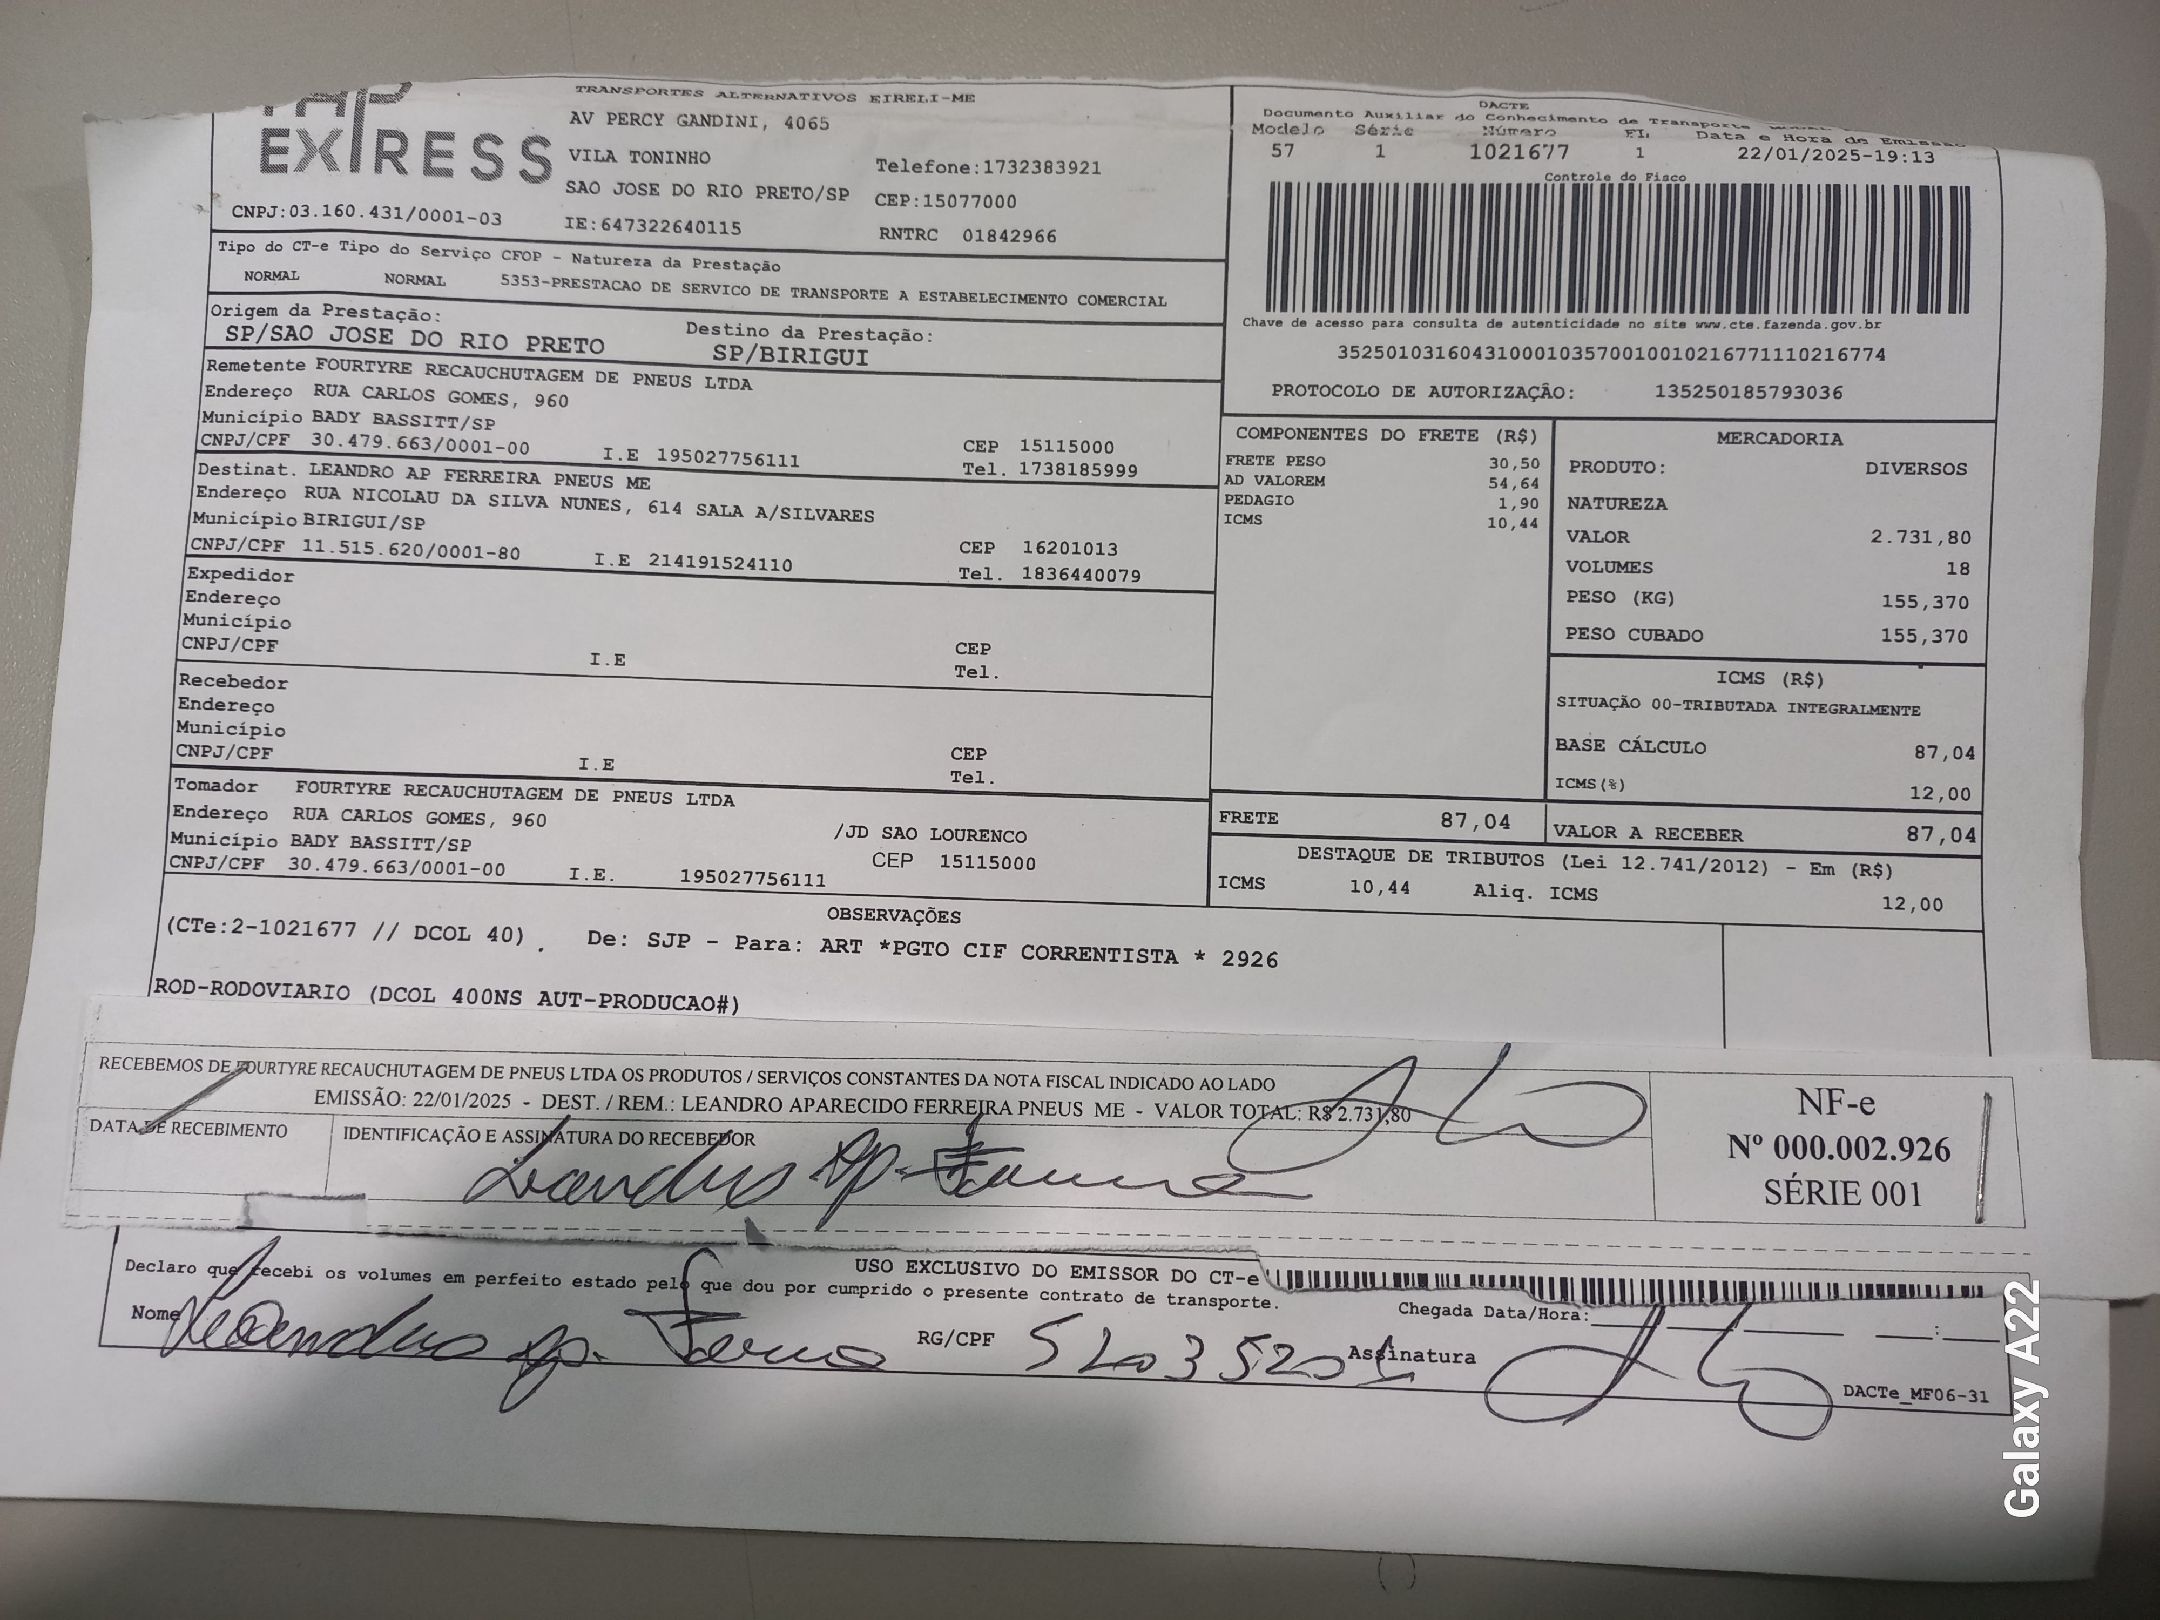 EXPRESS
TRANSPORTES ALTERNATIVOS EIRELI-ME
AV PERCY GANDINI, 4065
VILA TONINHO
Telefone:1732383921
SAO JOSE DO RIO PRETO/SP CEP:15077000
CNPJ:03.160.431/0001-03 IE:647322640115 RNTRC 01842966
DACTE
Documento Auxiliar do Conhecimento de Transporte
Modelo Série Número FL Data e Hora de Emissão
57 1 1021677 1 22/01/2025-19:13
Controle do Fisco
Chave de acesso para consulta de autenticidade no site www.cte.fazenda.gov.br
35250103160431000103570010010216771110216774
PROTOCOLO DE AUTORIZAÇÃO: 135250185793036
Tipo do CT-e Tipo do Serviço CFOP - Natureza da Prestação
NORMAL NORMAL 5353-PRESTACAO DE SERVICO DE TRANSPORTE A ESTABELECIMENTO COMERCIAL
Origem da Prestação: Destino da Prestação:
SP/SAO JOSE DO RIO PRETO SP/BIRIGUI
Remetente FOURTYRE RECAUCHUTAGEM DE PNEUS LTDA
Endereço RUA CARLOS GOMES, 960
Município BADY BASSITT/SP CEP 15115000
CNPJ/CPF 30.479.663/0001-00 I.E 195027756111 Tel. 1738185999
Destinat. LEANDRO AP FERREIRA PNEUS ME
Endereço RUA NICOLAU DA SILVA NUNES, 614 SALA A/SILVARES
Município BIRIGUI/SP CEP 16201013
CNPJ/CPF 11.515.620/0001-80 I.E 214191524110 Tel. 1836440079
Expedidor
Endereço
Município CEP
CNPJ/CPF I.E Tel.
Recebedor
Endereço
Município CEP
CNPJ/CPF I.E Tel.
Tomador FOURTYRE RECAUCHUTAGEM DE PNEUS LTDA
Endereço RUA CARLOS GOMES, 960 /JD SAO LOURENCO
Município BADY BASSITT/SP CEP 15115000
CNPJ/CPF 30.479.663/0001-00 I.E. 195027756111
COMPONENTES DO FRETE (R$)
FRETE PESO 30,50
AD VALOREM 54,64
PEDAGIO 1,90
ICMS 10,44
MERCADORIA
PRODUTO: DIVERSOS
NATUREZA
VALOR 2.731,80
VOLUMES 18
PESO (KG) 155,370
PESO CUBADO 155,370
ICMS (R$)
SITUAÇÃO 00-TRIBUTADA INTEGRALMENTE
BASE CÁLCULO 87,04
ICMS(%) 12,00
FRETE 87,04 VALOR A RECEBER 87,04
DESTAQUE DE TRIBUTOS (Lei 12.741/2012) - Em (R$)
ICMS 10,44 Aliq. ICMS 12,00
OBSERVAÇÕES
(CTe:2-1021677 // DCOL 40) . De: SJP - Para: ART *PGTO CIF CORRENTISTA * 2926
ROD-RODOVIARIO (DCOL 400NS AUT-PRODUCAO#)
RECEBEMOS DE FOURTYRE RECAUCHUTAGEM DE PNEUS LTDA OS PRODUTOS / SERVIÇOS CONSTANTES DA NOTA FISCAL INDICADO AO LADO
EMISSÃO: 22/01/2025 - DEST. / REM.: LEANDRO APARECIDO FERREIRA PNEUS ME - VALOR TOTAL: R$ 2.731,80
DATA DE RECEBIMENTO IDENTIFICAÇÃO E ASSINATURA DO RECEBEDOR
Leandro Ap.
NF-e
Nº 000.002.926
SÉRIE 001
USO EXCLUSIVO DO EMISSOR DO CT-e
Declaro que recebi os volumes em perfeito estado pelo que dou por cumprido o presente contrato de transporte.
Chegada Data/Hora: :
Nome Leandro Ap. RG/CPF Assinatura
DACTe_MF06-31
Galaxy A22